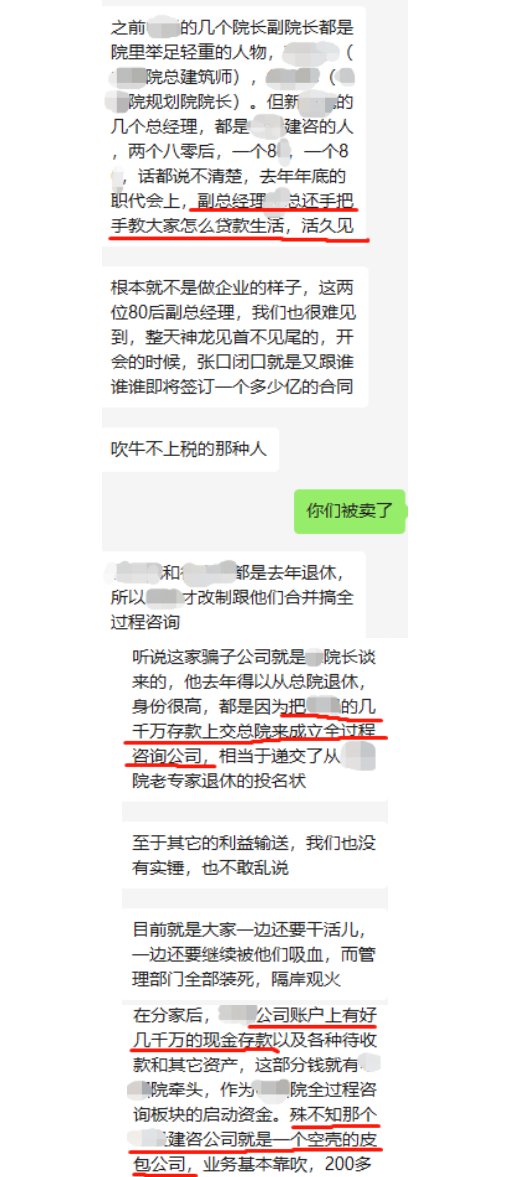 之前的几个院长副院长都是
院里举足轻重的人物，（
院总建筑师），（
院规划院院长）。但新的
几个总经理，都是建咨的人
，两个八零后，一个8，一个8
，话都说不清楚，去年年底的
职代会上，副总经理总还手把
手教大家怎么贷款生活，活久见
根本就不是做企业的样子，这两
位80后副总经理，我们也很难见
到，整天神龙见首不见尾的，开
会的时候，张口闭口就是又跟谁
谁谁即将签订一个多少亿的合同
吹牛不上税的那种人
你们被卖了
和都是去年退休，
所以才改制跟他们合并搞全
过程咨询
听说这家骗子公司就是院长谈
来的，他去年得以从总院退休，
身份很高，都是因为把的几
千万存款上交总院来成立全过程
咨询公司，相当于递交了从
院老专家退休的投名状
至于其它的利益输送，我们也没
有实锤，也不敢乱说
目前就是大家一边还要干活儿，
一边还要继续被他们吸血，而管
理部门全部装死，隔岸观火
在分家后，公司账户上有好
几千万的现金存款以及各种待收
款和其它资产，这部分钱就有
院牵头，作为院全过程咨
询板块的启动资金。殊不知那个
建咨公司就是一个空壳的皮
包公司，业务基本靠吹，200多